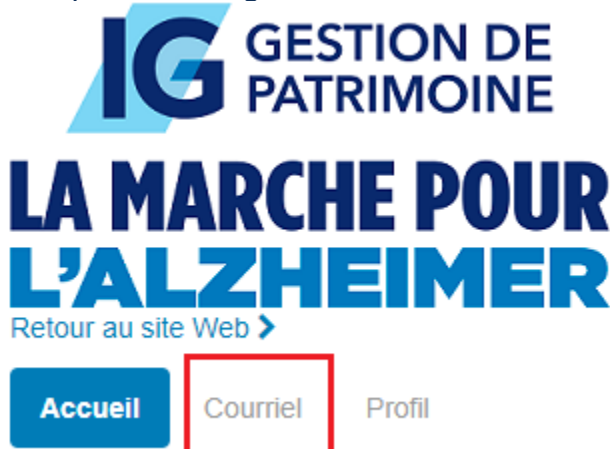 IG GESTION DE
PATRIMOINE
LA MARCHE POUR
L'ALZHEIMER
Retour au site Web >
Accueil Courriel Profil